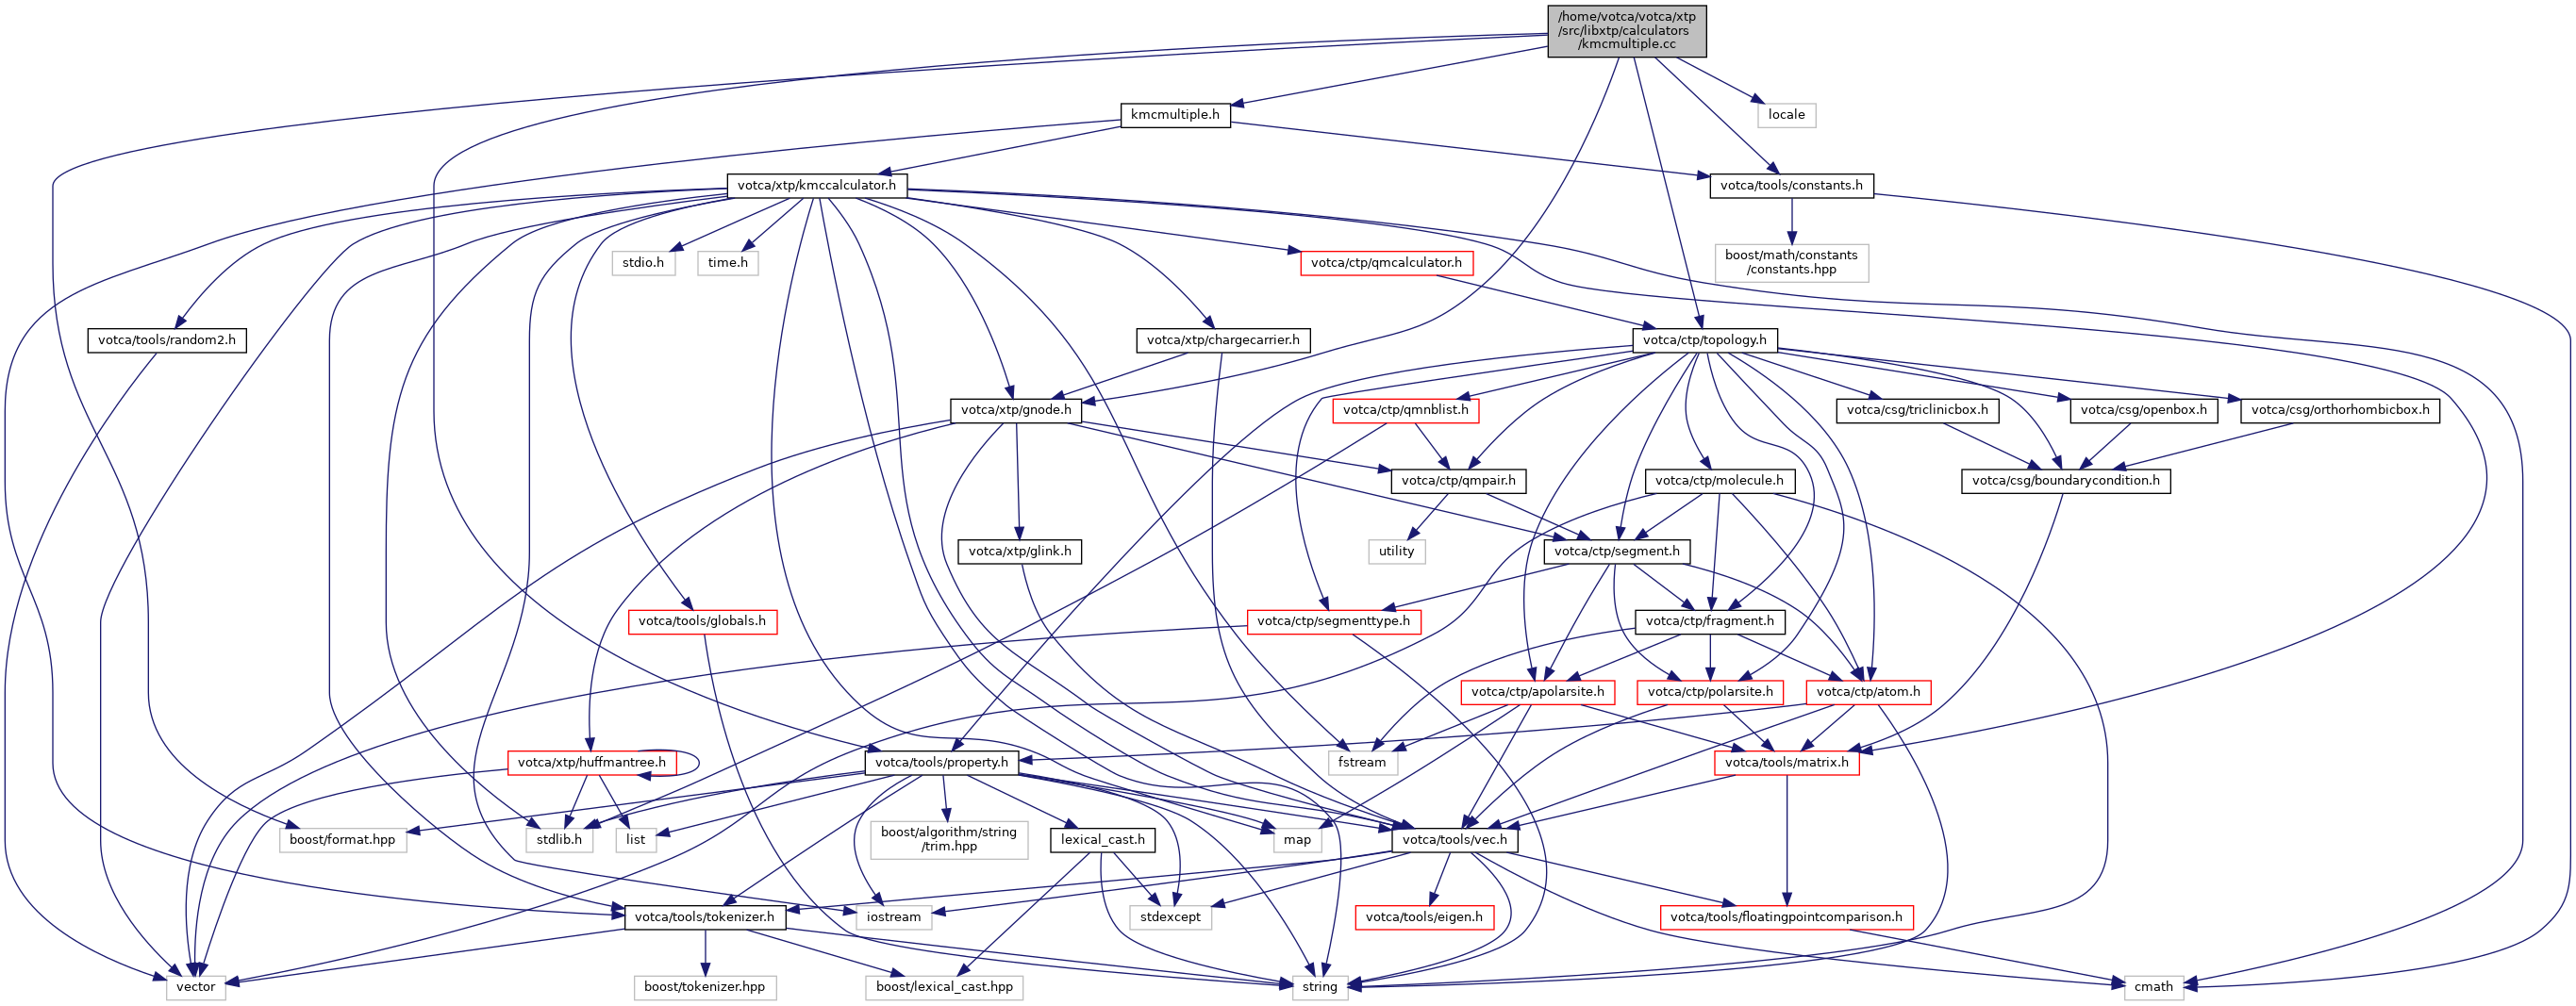 /home/votca/votca/xtp
/src/libxtp/calculators
/kmcmultiple.cc
kmcmultiple.h
locale
votca/xtp/kmccalculator.h
votca/tools/constants.h
stdio.h
time.h
votca/ctp/qmcalculator.h
boost/math/constants
/constants.hpp
votca/tools/random2.h
votca/xtp/chargecarrier.h
votca/ctp/topology.h
votca/xtp/gnode.h
votca/ctp/qmnblist.h
votca/csg/triclinicbox.h
votca/csg/openbox.h
votca/csg/orthorhombicbox.h
votca/ctp/qmpair.h
votca/ctp/molecule.h
votca/csg/boundarycondition.h
votca/xtp/glink.h
utility
votca/ctp/segment.h
votca/tools/globals.h
votca/ctp/segmenttype.h
votca/ctp/fragment.h
votca/ctp/apolarsite.h
votca/ctp/polarsite.h
votca/ctp/atom.h
votca/xtp/huffmantree.h
votca/tools/property.h
fstream
votca/tools/matrix.h
boost/format.hpp
stdlib.h
list
boost/algorithm/string
/trim.hpp
lexical_cast.h
map
votca/tools/vec.h
votca/tools/tokenizer.h
iostream
stdexcept
votca/tools/eigen.h
votca/tools/floatingpointcomparison.h
vector
boost/tokenizer.hpp
boost/lexical_cast.hpp
string
cmath